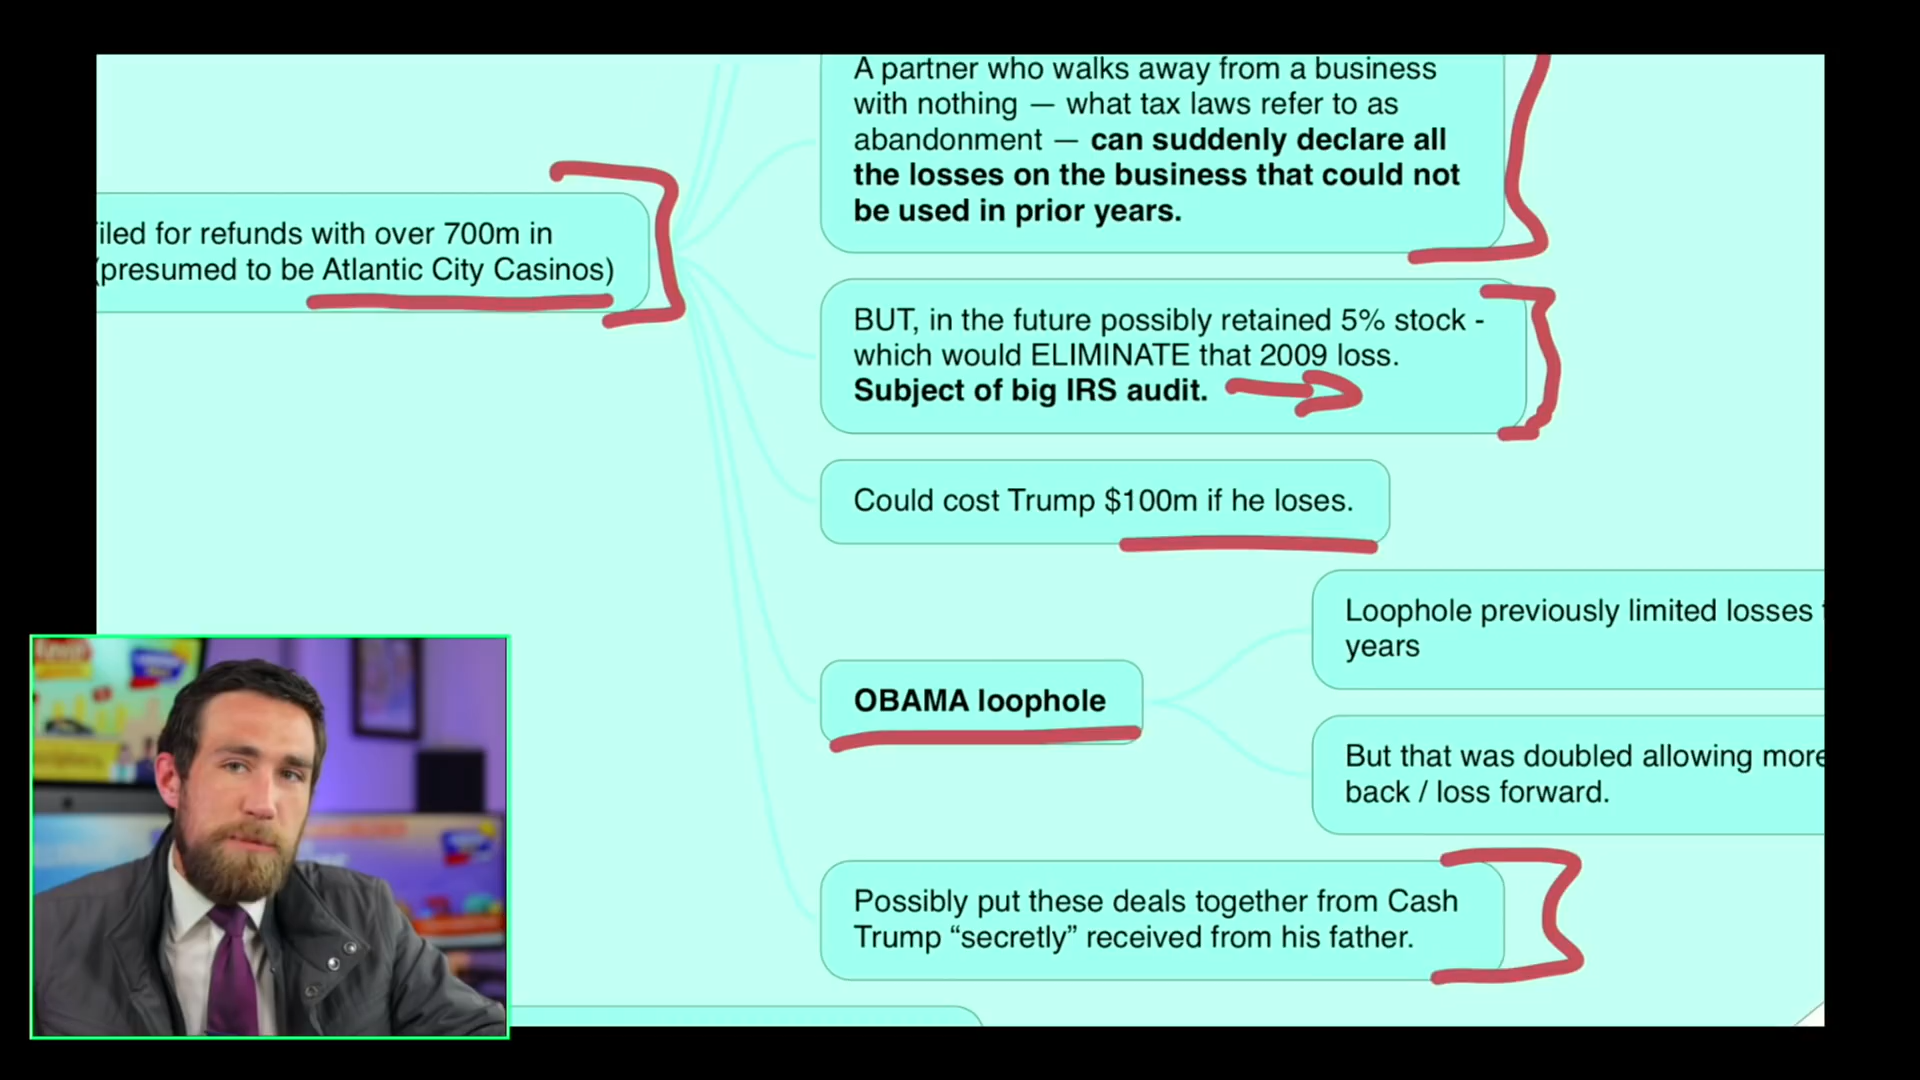 A partner who walks away from a business
with nothing — what tax laws refer to as
abandonment — can suddenly declare all
the losses on the business that could not
be used in prior years.
iled for refunds with over 700m in
(presumed to be Atlantic City Casinos)
BUT, in the future possibly retained 5% stock -
which would ELIMINATE that 2009 loss.
Subject of big IRS audit.
Could cost Trump $100m if he loses.
Loophole previously limited losses
years
OBAMA loophole
But that was doubled allowing more
back / loss forward.
Possibly put these deals together from Cash
Trump “secretly” received from his father.